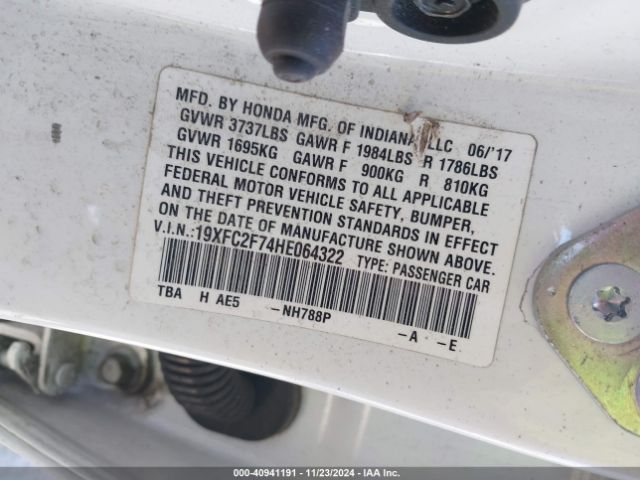 MFD. BY HONDA MFG. OF INDIANA, LLC 06/'17
GVWR 3737LBS GAWR F 1984LBS R 1786LBS
GVWR 1695KG GAWR F 900KG R 810KG
THIS VEHICLE CONFORMS TO ALL APPLICABLE
FEDERAL MOTOR VEHICLE SAFETY, BUMPER,
AND THEFT PREVENTION STANDARDS IN EFFECT
ON THE DATE OF MANUFACTURE SHOWN ABOVE.
V.I.N.:19XFC2F74HE064322 TYPE: PASSENGER CAR
TBA H AE5 -NH788P -A -E
000-40941191 - 11/23/2024 - IAA Inc.